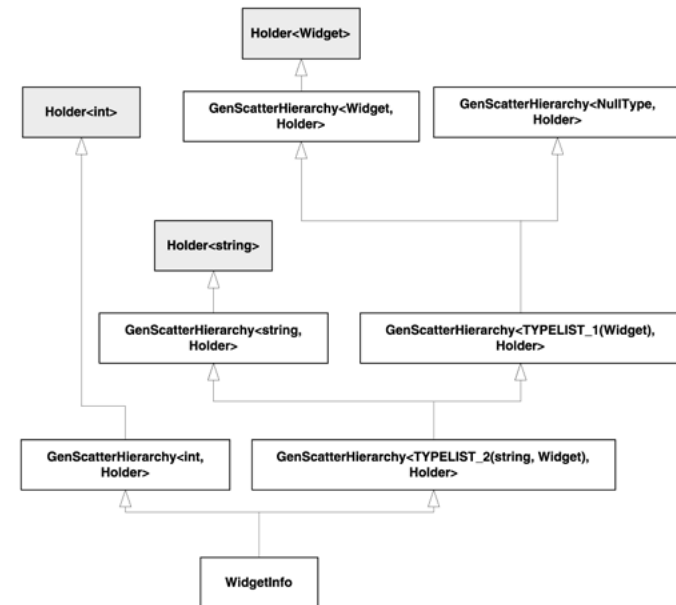 Holder<Widget>
Holder<int>
GenScatterHierarchy<Widget,
Holder>
GenScatterHierarchy<NullType,
Holder>
Holder<string>
GenScatterHierarchy<string,
Holder>
GenScatterHierarchy<TYPELIST_1(Widget),
Holder>
GenScatterHierarchy<int,
Holder>
GenScatterHierarchy<TYPELIST_2(string, Widget),
Holder>
WidgetInfo